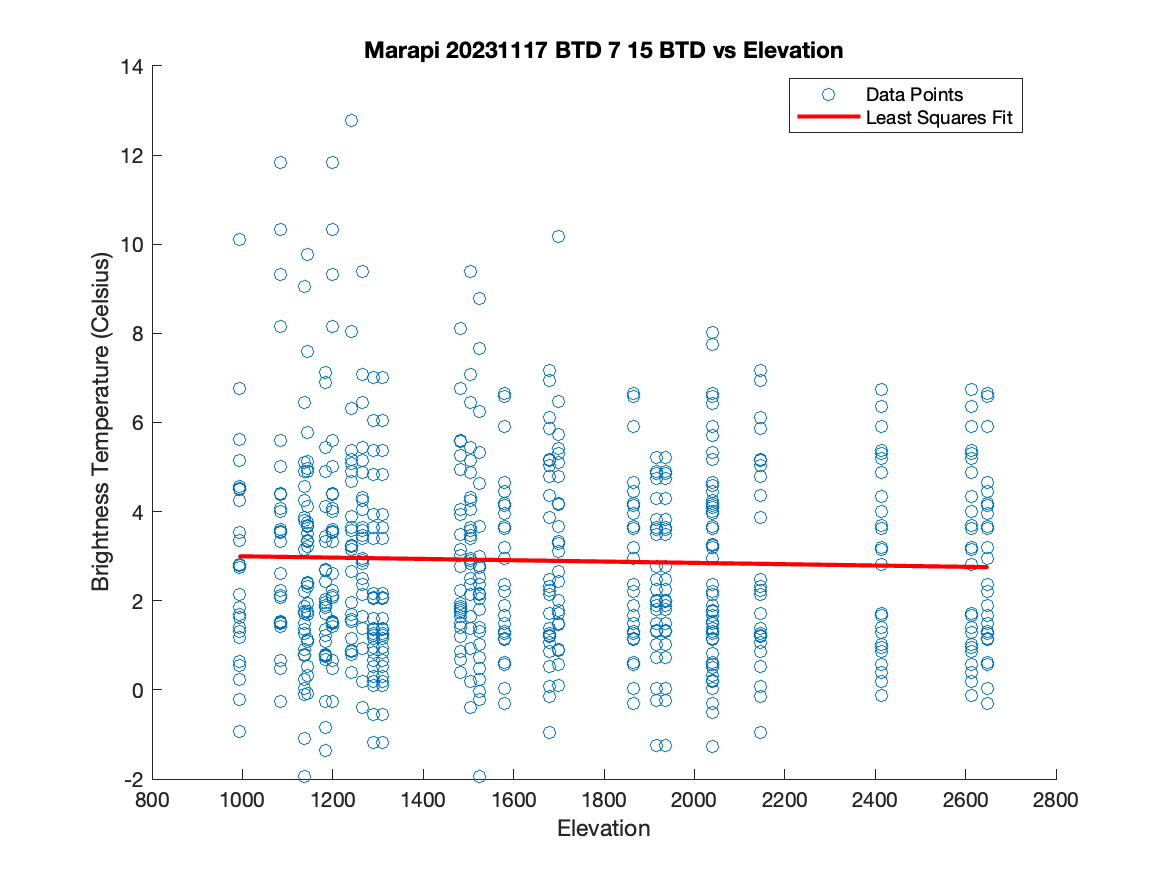 Marapi 20231117 BTD 7 15 BTD vs Elevation
Data Points
Least Squares Fit
14
12
10
8
6
4
2
0
-2
Brightness Temperature (Celsius)
800 1000 1200 1400 1600 1800 2000 2200 2400 2600 2800
Elevation